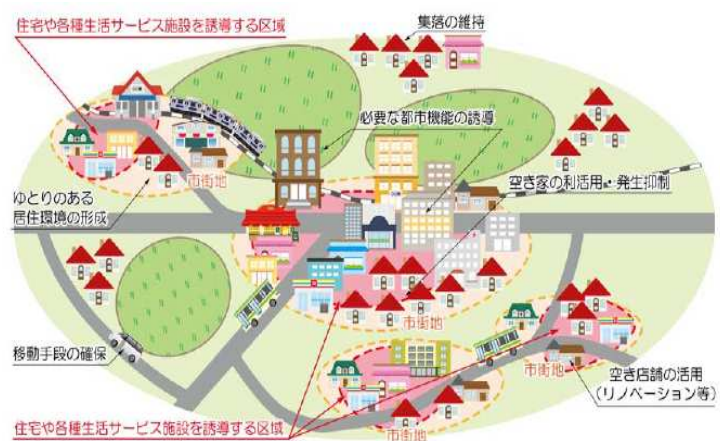 住宅や各種生活サービス施設を誘導する区域
集落の維持
必要な都市機能の誘導
空き家の利活用・発生抑制
市街地
ゆとりのある
居住環境の形成
市街地
移動手段の確保
市街地
空き店舗の活用
(リノベーション等)
住宅や各種生活サービス施設を誘導する区域
市街地